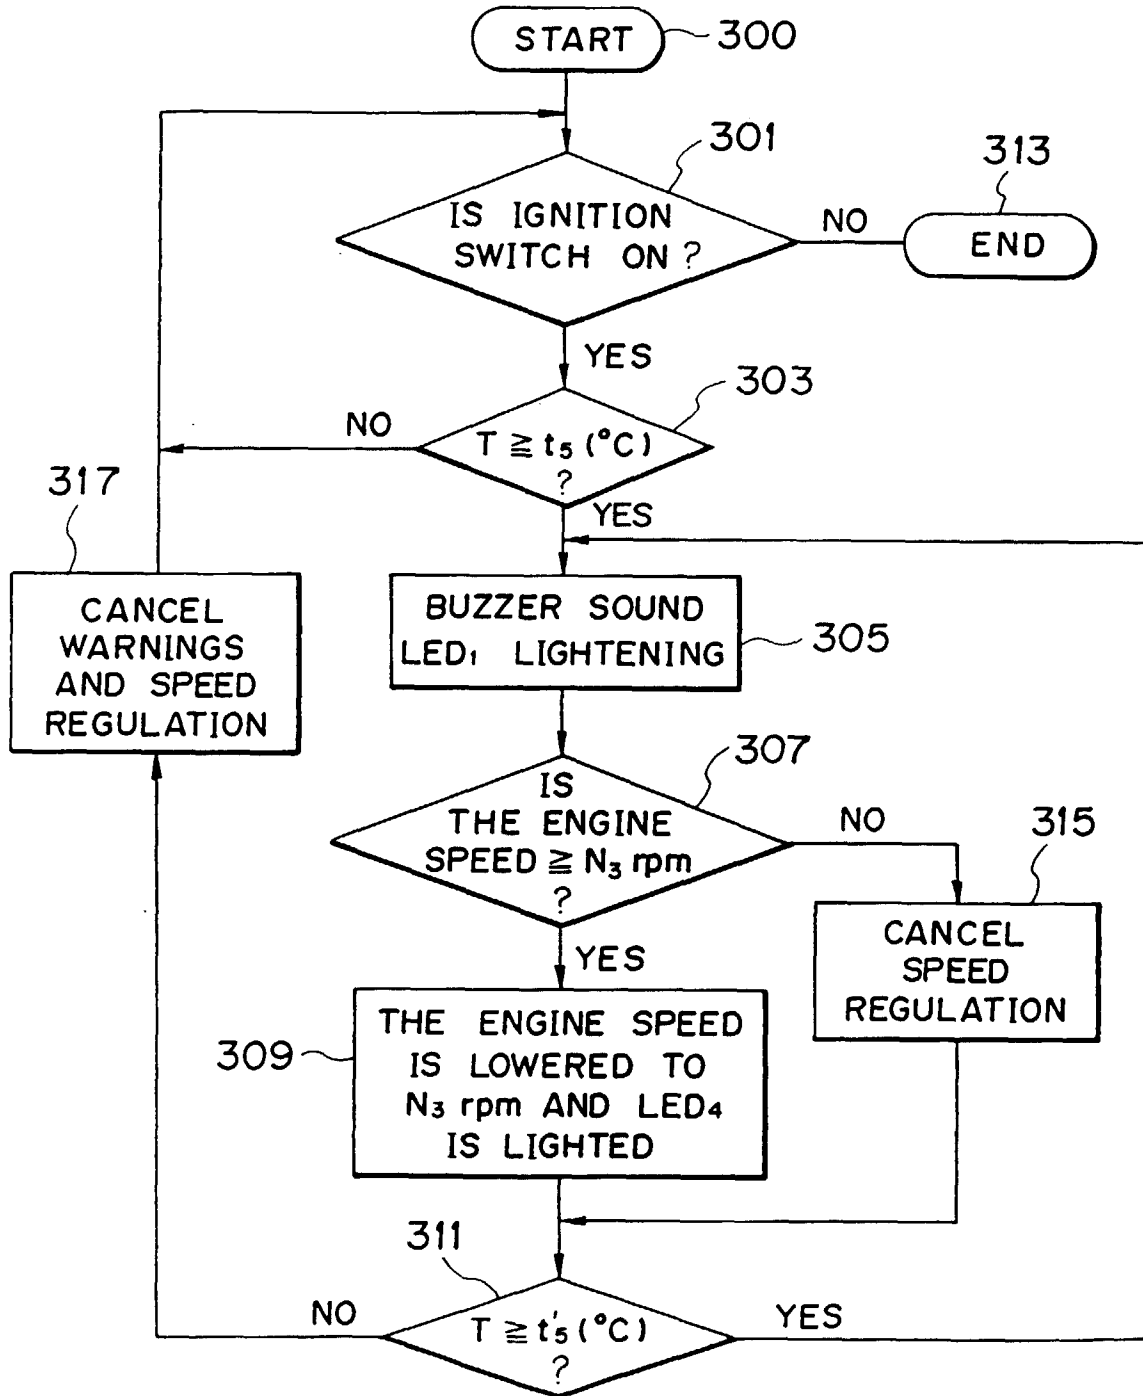 START
300
301
313
IS IGNITION
SWITCH ON ?
NO
END
YES
303
NO
T ≧ t₅ (°C)
?
317
YES
CANCEL
WARNINGS
AND SPEED
REGULATION
BUZZER SOUND
LED₁ LIGHTENING
305
307
IS
THE ENGINE
SPEED ≧ N₃ rpm
?
NO
315
YES
CANCEL
SPEED
REGULATION
309
THE ENGINE SPEED
IS LOWERED TO
N₃ rpm AND LED₄
IS LIGHTED
311
NO
T ≧ t'₅ (°C)
?
YES